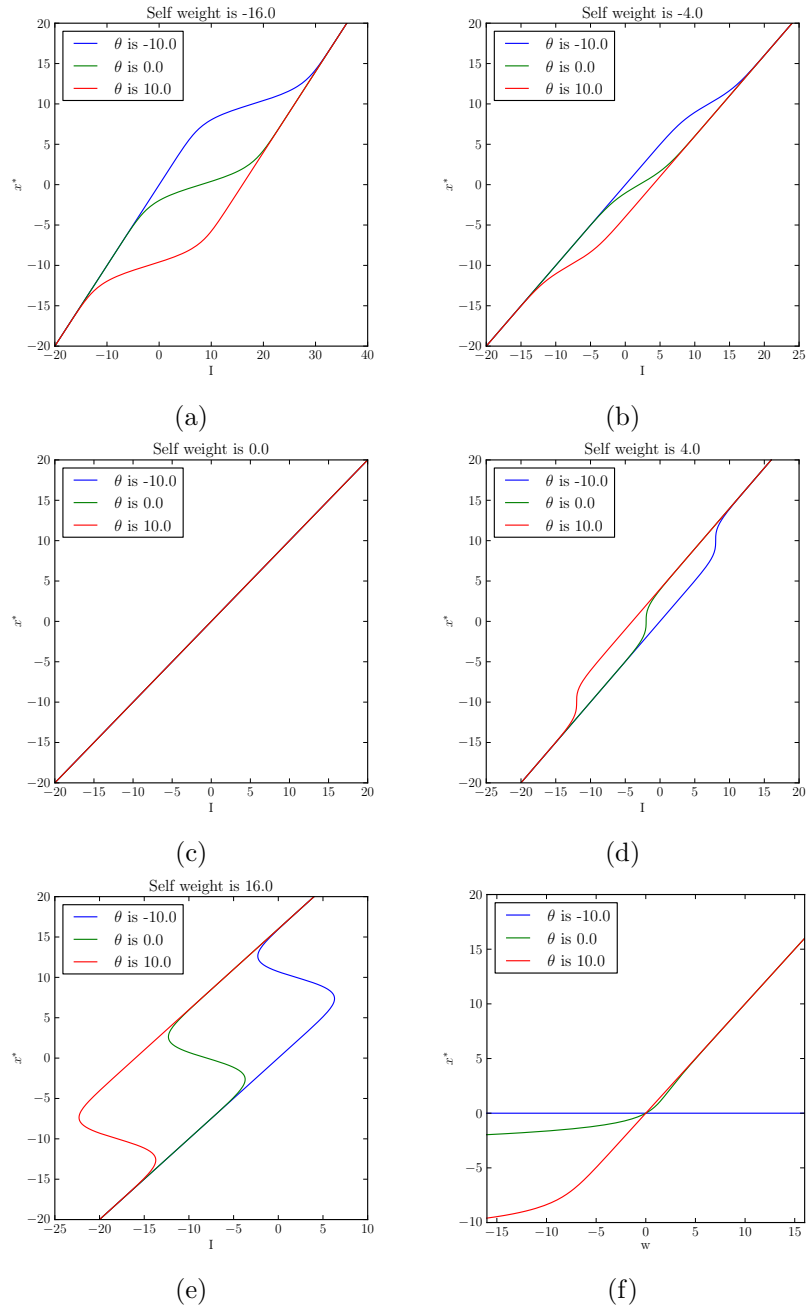 Self weight is -16.0
θ is -10.0
θ is 0.0
θ is 10.0
20
15
10
5
0
−5
−10
−15
−20
x*
−20 −10 0 10 20 30 40
I
(a)
Self weight is -4.0
θ is -10.0
θ is 0.0
θ is 10.0
20
15
10
5
0
−5
−10
−15
−20
x*
−20 −15 −10 −5 0 5 10 15 20 25
I
(b)
Self weight is 0.0
θ is -10.0
θ is 0.0
θ is 10.0
20
15
10
5
0
−5
−10
−15
−20
x*
−20 −15 −10 −5 0 5 10 15 20
I
(c)
Self weight is 4.0
θ is -10.0
θ is 0.0
θ is 10.0
20
15
10
5
0
−5
−10
−15
−20
x*
−25 −20 −15 −10 −5 0 5 10 15 20
I
(d)
Self weight is 16.0
θ is -10.0
θ is 0.0
θ is 10.0
20
15
10
5
0
−5
−10
−15
−20
x*
−25 −20 −15 −10 −5 0 5 10
I
(e)
θ is -10.0
θ is 0.0
θ is 10.0
20
15
10
5
0
−5
−10
x*
−15 −10 −5 0 5 10 15
w
(f)